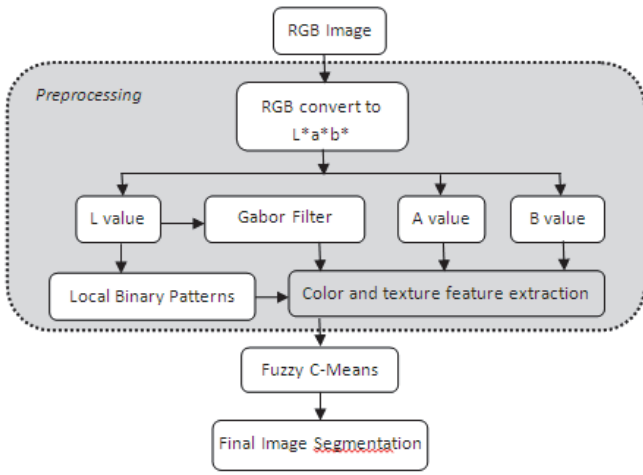 RGB Image
Preprocessing
RGB convert to
L*a*b*
L value
Gabor Filter
A value
B value
Local Binary Patterns
Color and texture feature extraction
Fuzzy C-Means
Final Image Segmentation